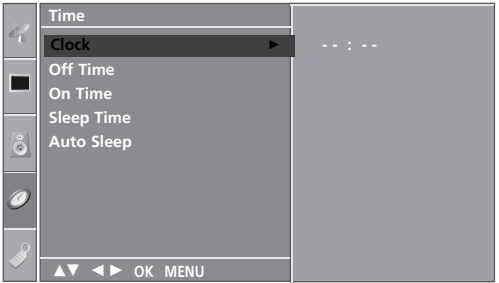 Time
Clock ► -- : --
Off Time
On Time
Sleep Time
Auto Sleep
▲▼ ◄► OK MENU